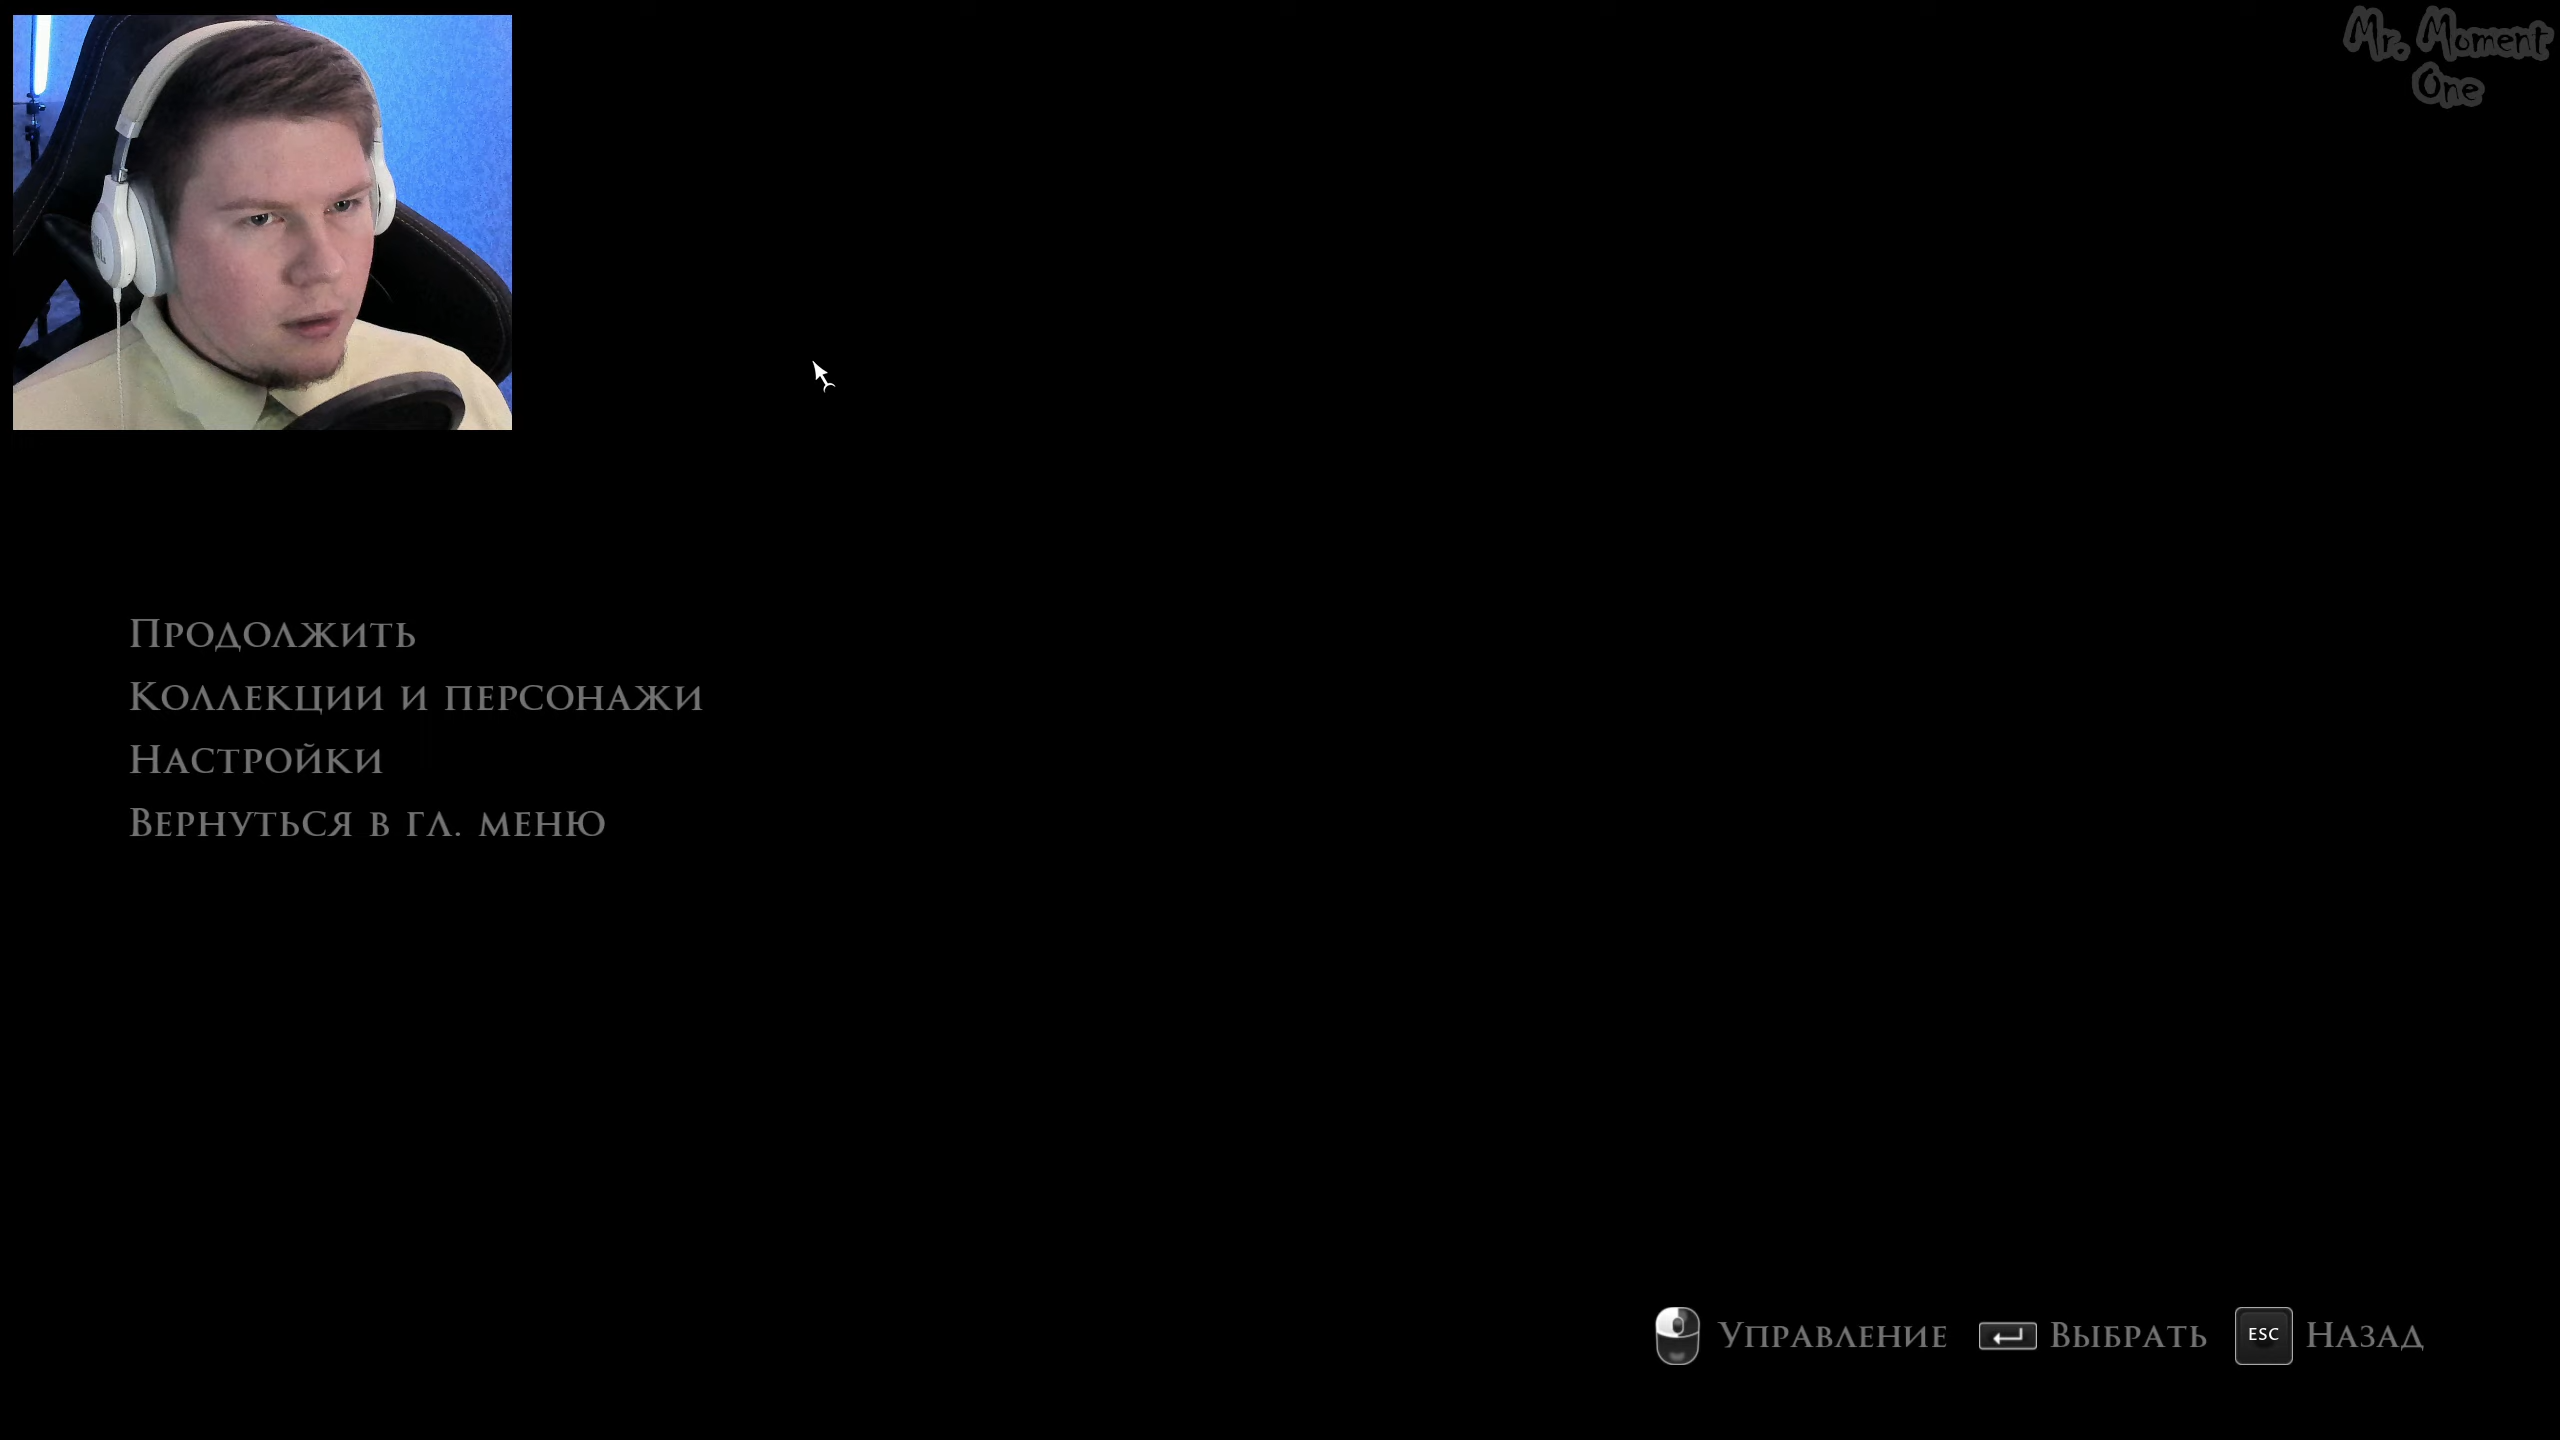 Mr. Moment
One
Продолжить
Коллекции и персонажи
Настройки
Вернуться в гл. меню
Управление Выбрать ESC Назад